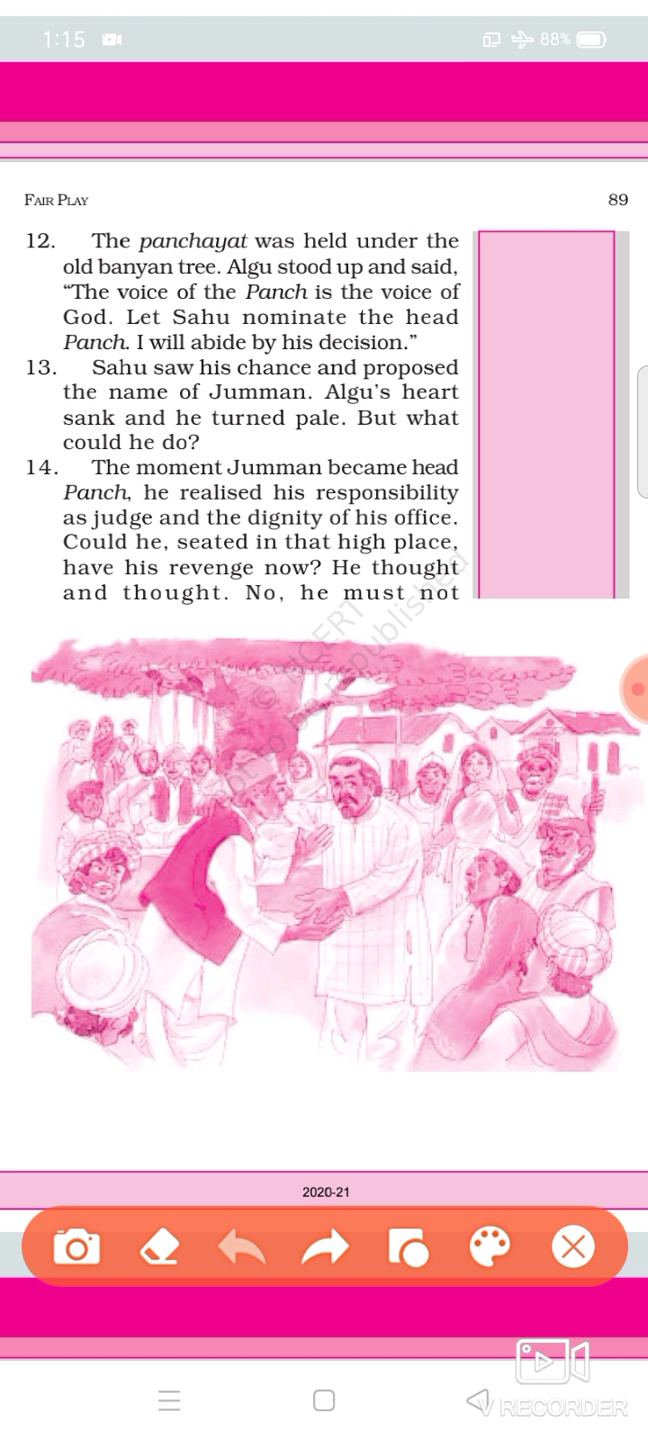 1:15
88%
FAIR PLAY
89
12. The panchayat was held under the
old banyan tree. Algu stood up and said,
“The voice of the Panch is the voice of
God. Let Sahu nominate the head
Panch. I will abide by his decision.”
13. Sahu saw his chance and proposed
the name of Jumman. Algu’s heart
sank and he turned pale. But what
could he do?
14. The moment Jumman became head
Panch, he realised his responsibility
as judge and the dignity of his office.
Could he, seated in that high place,
have his revenge now? He thought
and thought. No, he must not
© NCERT
not to be republished
2020-21
V RECORDER